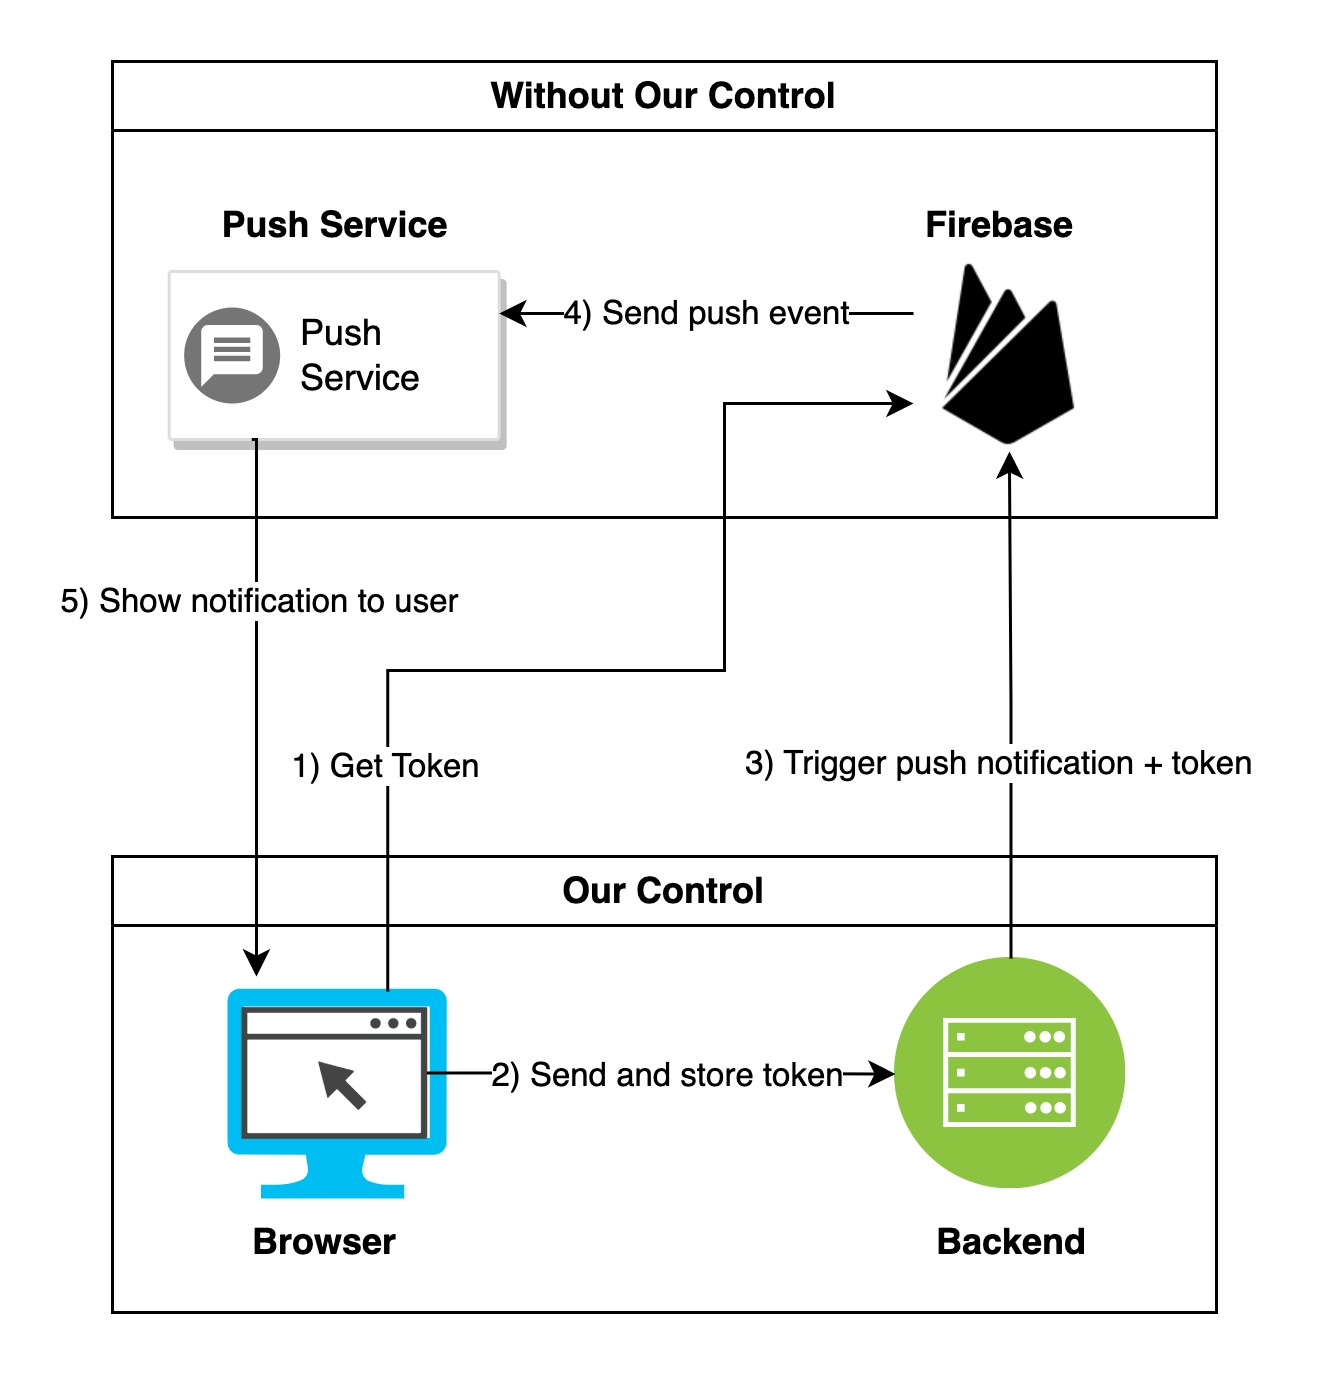 Without Our Control
Push Service
Firebase
Push
Service
4) Send push event
5) Show notification to user
1) Get Token
3) Trigger push notification + token
Our Control
2) Send and store token
Browser
Backend